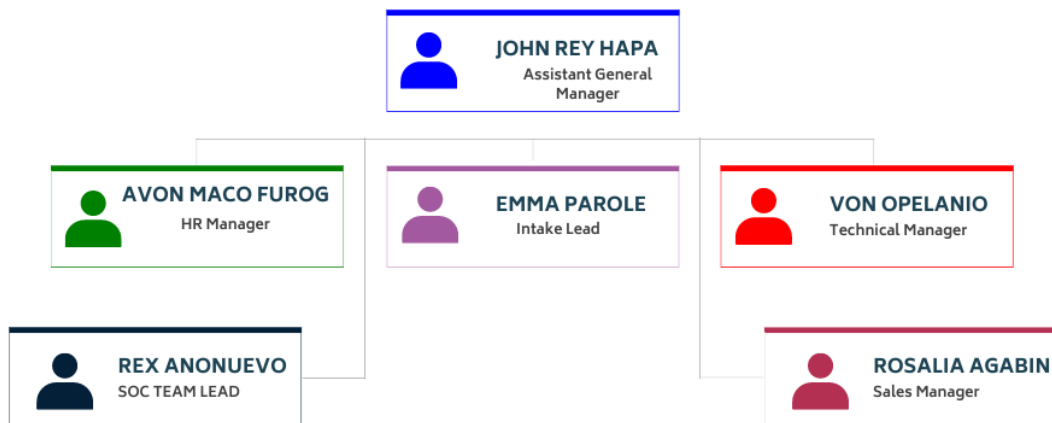 JOHN REY HAPA
Assistant General
Manager
AVON MACO FUROG
HR Manager
EMMA PAROLE
Intake Lead
VON OPELANIO
Technical Manager
REX ANONUEVO
SOC TEAM LEAD
ROSALIA AGABIN
Sales Manager